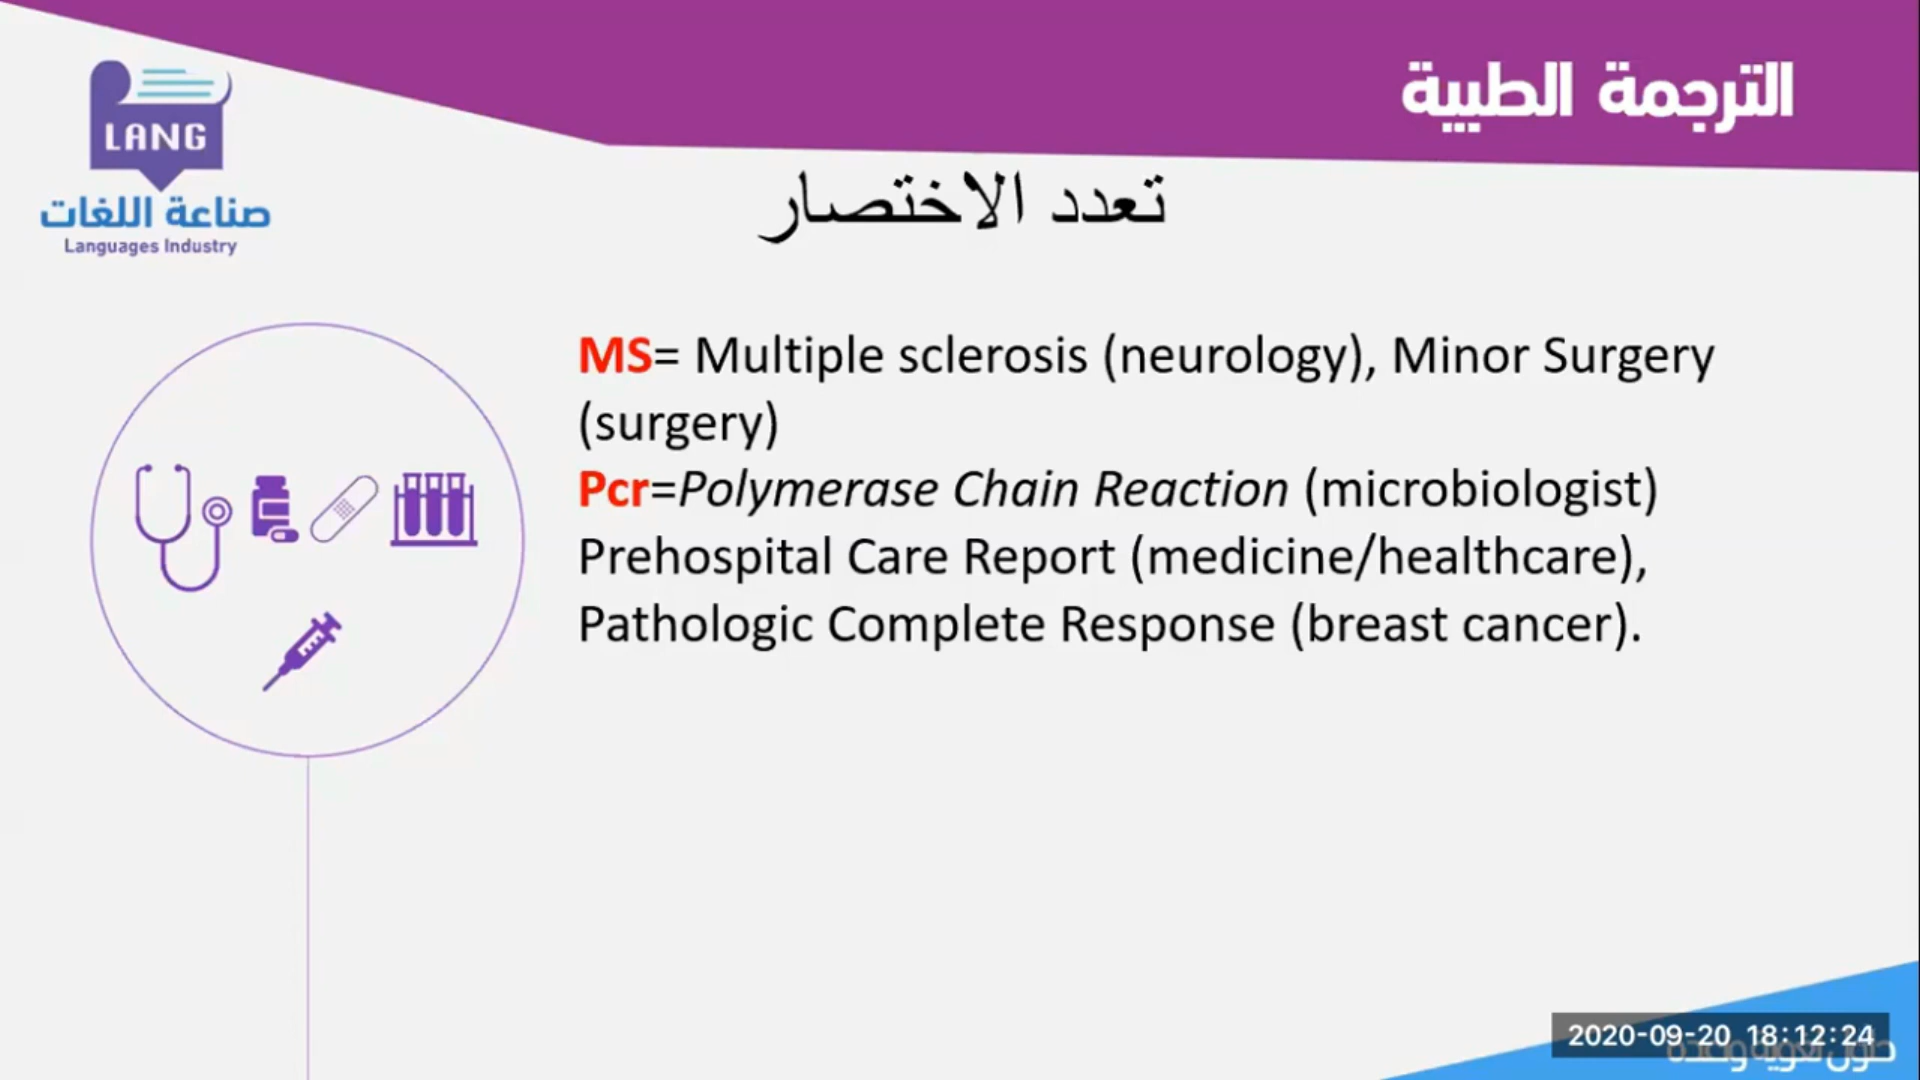 الترجمة الطبية
LANG
صناعة اللغات
Languages Industry
تعدد الاختصار
MS= Multiple sclerosis (neurology), Minor Surgery
(surgery)
Pcr=Polymerase Chain Reaction (microbiologist)
Prehospital Care Report (medicine/healthcare),
Pathologic Complete Response (breast cancer).
2020-09-20 18:12:24